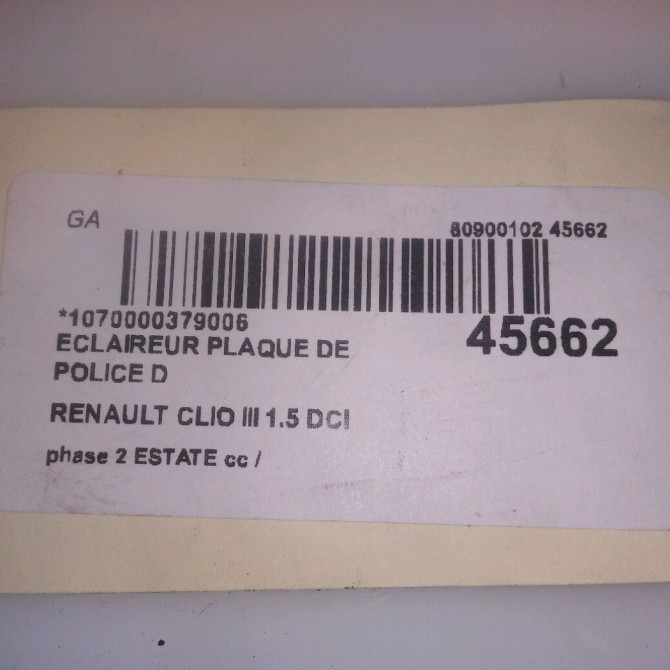 GA
80900102 45662
*1070000379006
45662
ECLAIREUR PLAQUE DE
POLICE D
RENAULT CLIO III 1.5 DCI
phase 2 ESTATE cc /